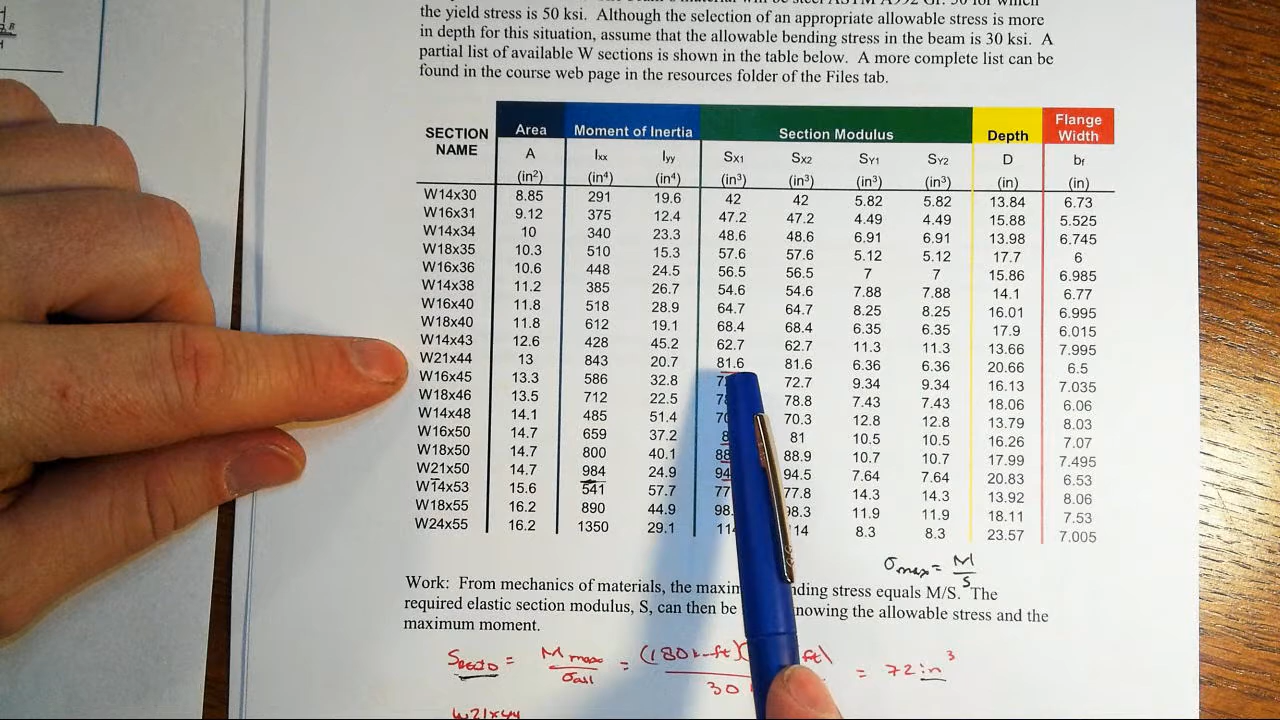 the yield stress is 50 ksi. Although the selection of an appropriate allowable stress is more
in depth for this situation, assume that the allowable bending stress in the beam is 30 ksi. A
partial list of available W sections is shown in the table below. A more complete list can be
found in the course web page in the resources folder of the Files tab.
SECTION NAME Area Moment of Inertia Section Modulus Depth Flange Width
A Ixx Iyy SX1 SX2 SY1 SY2 D bf
(in²) (in⁴) (in⁴) (in³) (in³) (in³) (in³) (in) (in)
W14x30 8.85 291 19.6 42 42 5.82 5.82 13.84 6.73
W16x31 9.12 375 12.4 47.2 47.2 4.49 4.49 15.88 5.525
W14x34 10 340 23.3 48.6 48.6 6.91 6.91 13.98 6.745
W18x35 10.3 510 15.3 57.6 57.6 5.12 5.12 17.7 6
W16x36 10.6 448 24.5 56.5 56.5 7 7 15.86 6.985
W14x38 11.2 385 26.7 54.6 54.6 7.88 7.88 14.1 6.77
W16x40 11.8 518 28.9 64.7 64.7 8.25 8.25 16.01 6.995
W18x40 11.8 612 19.1 68.4 68.4 6.35 6.35 17.9 6.015
W14x43 12.6 428 45.2 62.7 62.7 11.3 11.3 13.66 7.995
W21x44 13 843 20.7 81.6 81.6 6.36 6.36 20.66 6.5
W16x45 13.3 586 32.8 72.7 9.34 9.34 16.13 7.035
W18x46 13.5 712 22.5 78.8 7.43 7.43 18.06 6.06
W14x48 14.1 485 51.4 70.3 12.8 12.8 13.79 8.03
W16x50 14.7 659 37.2 81 10.5 10.5 16.26 7.07
W18x50 14.7 800 40.1 88.9 10.7 10.7 17.99 7.495
W21x50 14.7 984 24.9 94.5 7.64 7.64 20.83 6.53
W14x53 15.6 541 57.7 77.8 14.3 14.3 13.92 8.06
W18x55 16.2 890 44.9 98.3 11.9 11.9 18.11 7.53
W24x55 16.2 1350 29.1 8.3 8.3 23.57 7.005
σmax = M/S
Work: From mechanics of materials, the bending stress equals M/S. The
required elastic section modulus, S, can then be knowing the allowable stress and the
maximum moment.
Sreq'd = Mmax/σall = (180 k-ft)( ft)/30 = 72 in³
W21x44